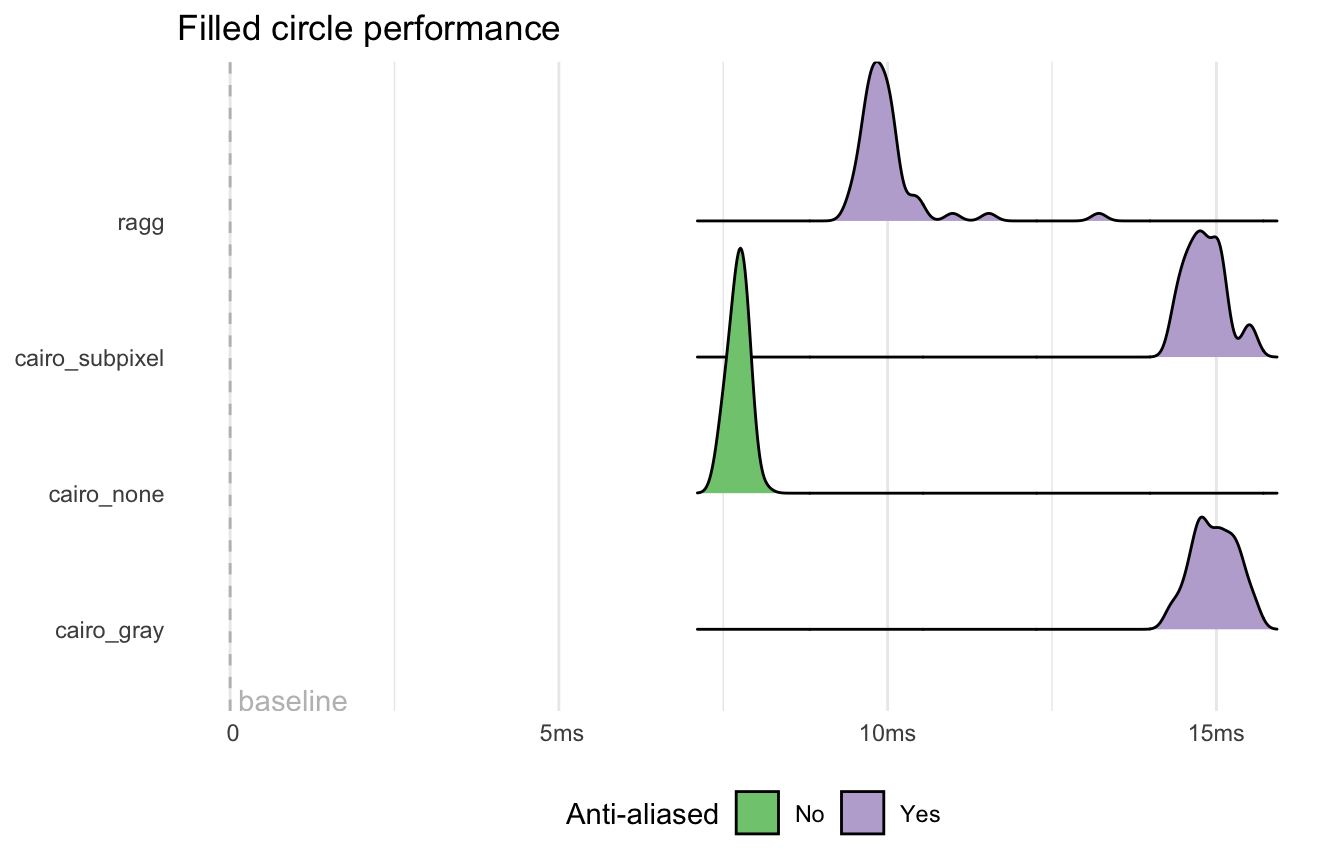 Filled circle performance
ragg
cairo_subpixel
cairo_none
cairo_gray
baseline
0 5ms 10ms 15ms
Anti-aliased No Yes